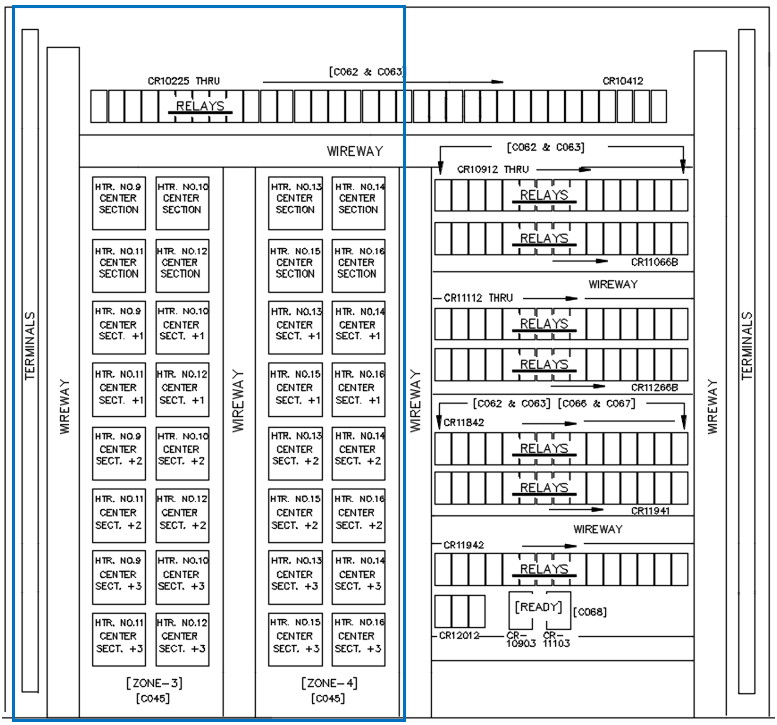 [C062 & C063]
CR10225 THRU
CR10412
RELAYS
WIREWAY
HTR. NO.9
CENTER
SECTION
HTR. NO.10
CENTER
SECTION
HTR. NO.13
CENTER
SECTION
HTR. NO.14
CENTER
SECTION
HTR. NO.11
CENTER
SECTION
HTR. NO.12
CENTER
SECTION
HTR. NO.15
CENTER
SECTION
HTR. NO.16
CENTER
SECTION
HTR. NO.9
CENTER
SECT. +1
HTR. NO.10
CENTER
SECT. +1
HTR. NO.13
CENTER
SECT. +1
HTR. NO.14
CENTER
SECT. +1
HTR. NO.11
CENTER
SECT. +1
HTR. NO.12
CENTER
SECT. +1
HTR. NO.15
CENTER
SECT. +1
HTR. NO.16
CENTER
SECT. +1
HTR. NO.9
CENTER
SECT. +2
HTR. NO.10
CENTER
SECT. +2
HTR. NO.13
CENTER
SECT. +2
HTR. NO.14
CENTER
SECT. +2
HTR. NO.11
CENTER
SECT. +2
HTR. NO.12
CENTER
SECT. +2
HTR. NO.15
CENTER
SECT. +2
HTR. NO.16
CENTER
SECT. +2
HTR. NO.9
CENTER
SECT. +3
HTR. NO.10
CENTER
SECT. +3
HTR. NO.13
CENTER
SECT. +3
HTR. NO.14
CENTER
SECT. +3
HTR. NO.11
CENTER
SECT. +3
HTR. NO.12
CENTER
SECT. +3
HTR. NO.15
CENTER
SECT. +3
HTR. NO.16
CENTER
SECT. +3
[ZONE-3]
[C045]
[ZONE-4]
[C045]
TERMINALS
WIREWAY
WIREWAY
WIREWAY
[C062 & C063]
CR10912 THRU
RELAYS
RELAYS
CR11066B
WIREWAY
CR11112 THRU
RELAYS
RELAYS
CR11266B
[C062 & C063] [C066 & C067]
CR11842
RELAYS
RELAYS
CR11941
WIREWAY
CR11942
RELAYS
[READY]
[C068]
CR12012
CR-
10903
CR-
11103
WIREWAY
TERMINALS